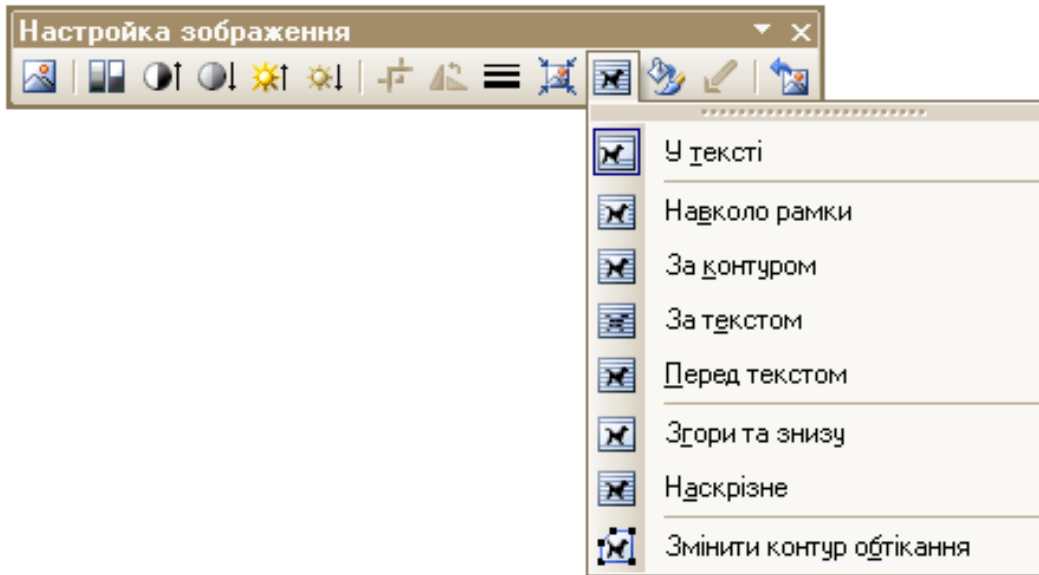 Настройка зображення
У тексті
Навколо рамки
За контуром
За текстом
Перед текстом
Згори та знизу
Наскрізне
Змінити контур обтікання